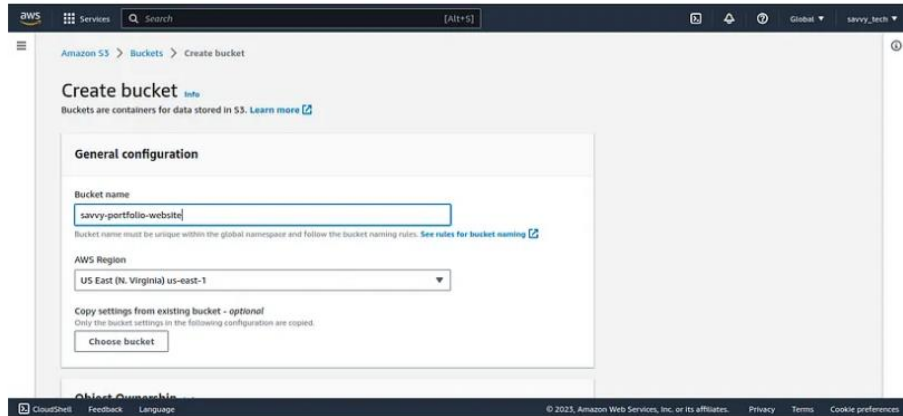 aws Services Search [Alt+S] Global ▼ savvy_tech ▼
Amazon S3 > Buckets > Create bucket
Create bucket Info
Buckets are containers for data stored in S3. Learn more
General configuration
Bucket name
savvy-portfolio-website
Bucket name must be unique within the global namespace and follow the bucket naming rules. See rules for bucket naming
AWS Region
US East (N. Virginia) us-east-1
Copy settings from existing bucket - optional
Only the bucket settings in the following configuration are copied.
Choose bucket
Object Ownership
CloudShell Feedback Language © 2023, Amazon Web Services, Inc. or its affiliates. Privacy Terms Cookie preferences